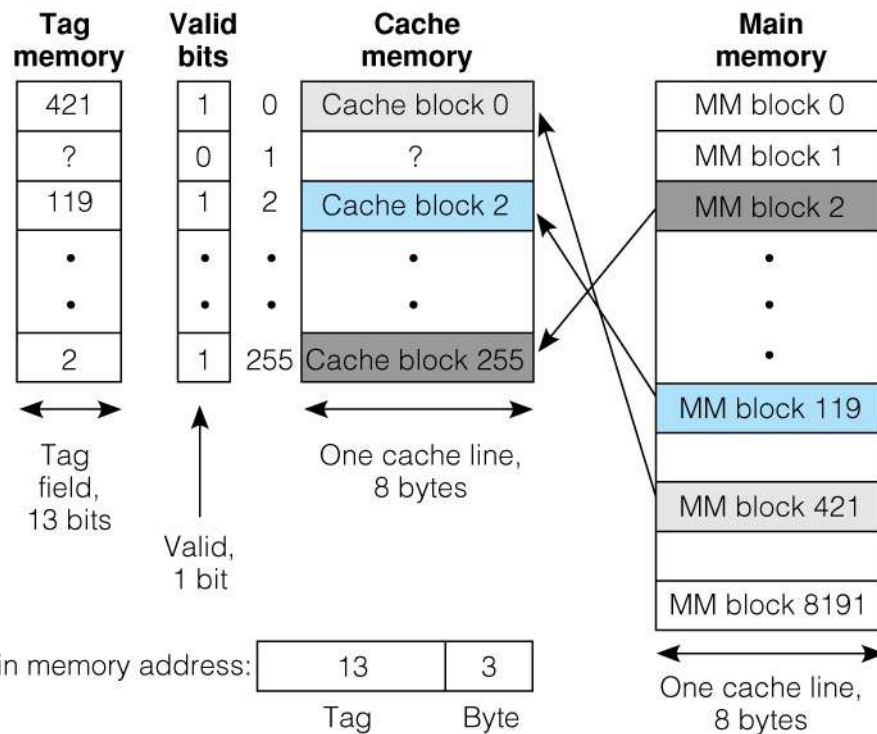 Tag memory
Valid bits
Cache memory
Main memory
421 1 0 Cache block 0 MM block 0
? 0 1 ? MM block 1
119 1 2 Cache block 2 MM block 2
2 1 255 Cache block 255
MM block 119
MM block 421
MM block 8191
Tag field, 13 bits
Valid, 1 bit
One cache line, 8 bytes
One cache line, 8 bytes
in memory address: 13 3
Tag Byte